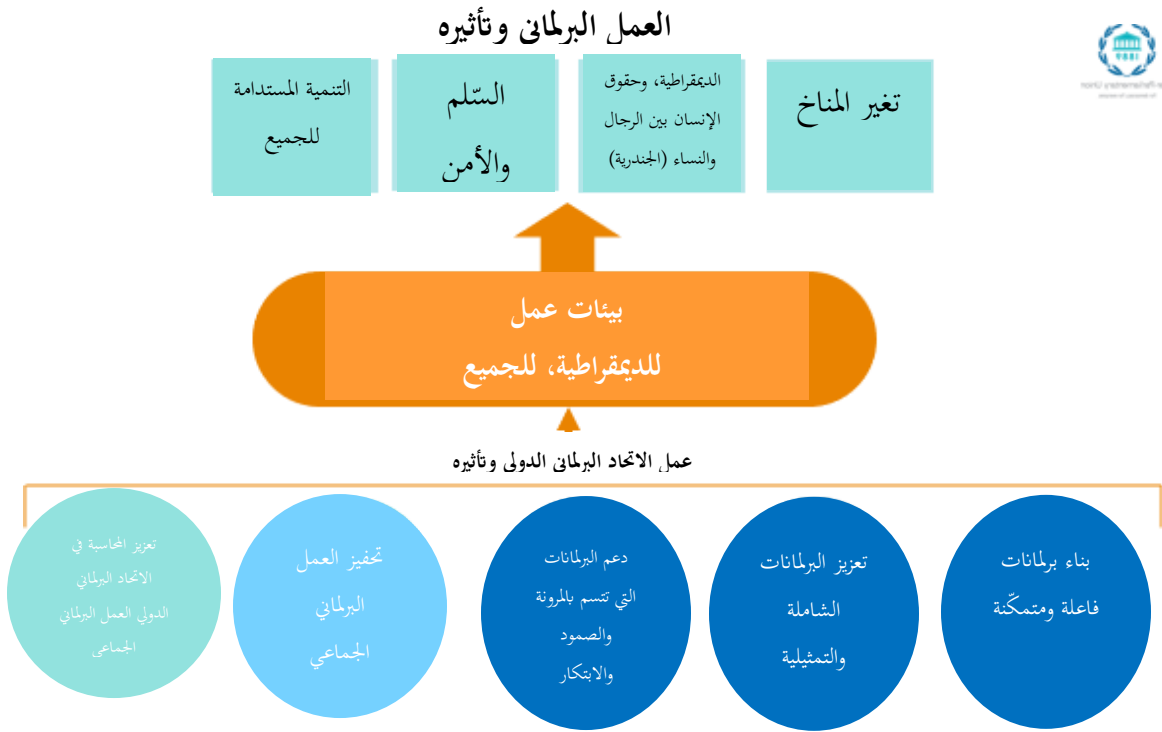 العمل البرلماني وتأثيره
تغير المناخ
الديمقراطية، وحقوق
الإنسان بين الرجال
والنساء (الجندرية)
السّلم
والأمن
التنمية المستدامة
للجميع
بيئات عمل
للديمقراطية، للجميع
عمل الاتحاد البرلماني الدولي وتأثيره
بناء برلمانات
فاعلة ومتمكّنة
تعزيز البرلمانات
الشاملة
والتمثيلية
دعم البرلمانات
التي تتسم بالمرونة
والصمود
والابتكار
تحفيز العمل
البرلماني
الجماعي
تعزيز المحاسبة في
الاتحاد البرلماني
الدولي العمل البرلماني
الجماعي